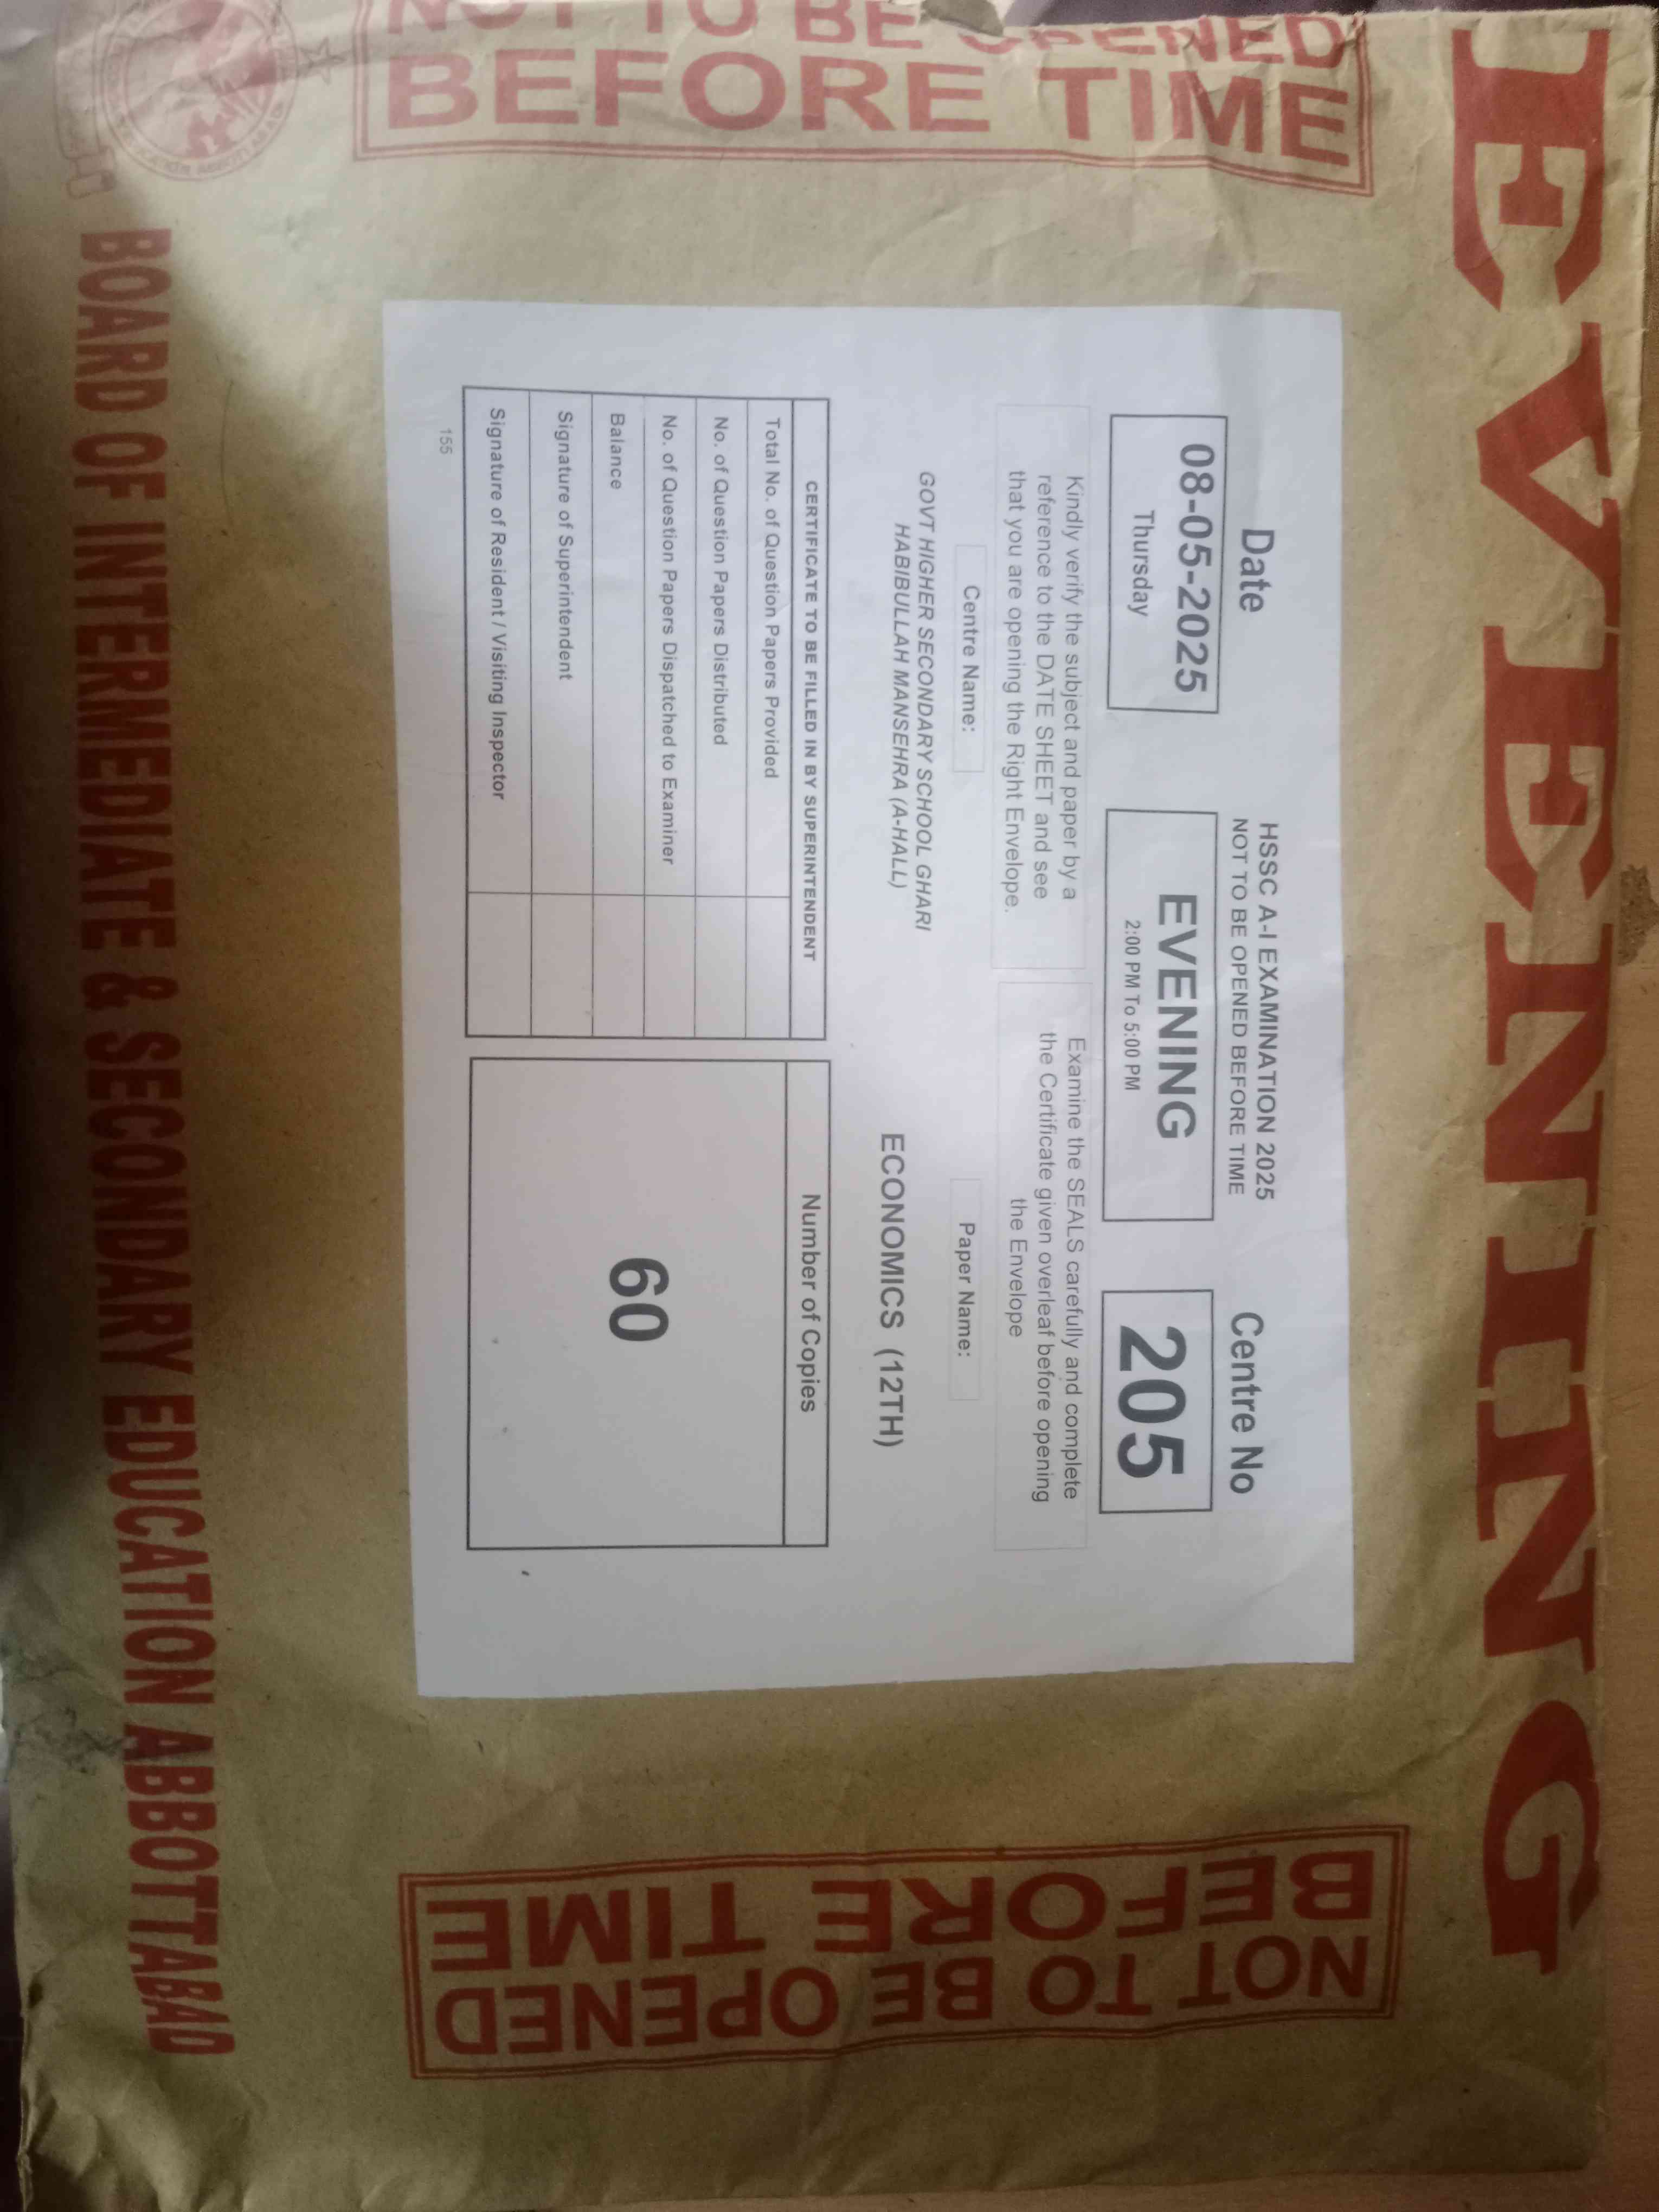 EVENING
NOT TO BE OPENED
BEFORE TIME
HSSC A-I EXAMINATION 2025
NOT TO BE OPENED BEFORE TIME
Date
Centre No
08-05-2025
Thursday
EVENING
2:00 PM To 5:00 PM
205
Kindly verify the subject and paper by a
reference to the DATE SHEET and see
that you are opening the Right Envelope.
Examine the SEALS carefully and complete
the Certificate given overleaf before opening
the Envelope
Centre Name:
Paper Name:
GOVT HIGHER SECONDARY SCHOOL GHARI
HABIBULLAH MANSEHRA (A-HALL)
ECONOMICS (12TH)
CERTIFICATE TO BE FILLED IN BY SUPERINTENDENT
Total No. of Question Papers Provided
No. of Question Papers Distributed
No. of Question Papers Dispatched to Examiner
Balance
Signature of Superintendent
Signature of Resident / Visiting Inspector
Number of Copies
60
155
NOT TO BE OPENED
BEFORE TIME
BOARD OF INTERMEDIATE & SECONDARY EDUCATION ABBOTTABAD